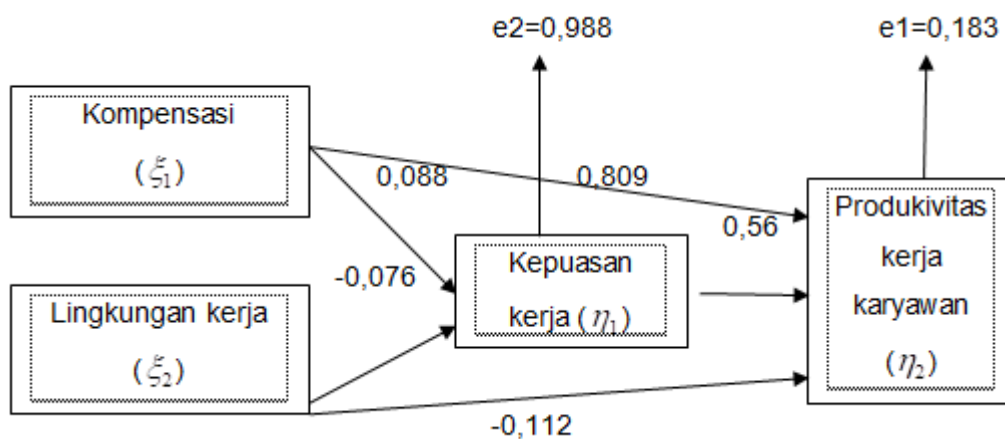 e2=0,988
e1=0,183
Kompensasi
(ξ₁)
0,088
0,809
Produkivitas
kerja
karyawan
(η₂)
0,56
Kepuasan
kerja (η₁)
-0,076
Lingkungan kerja
(ξ₂)
-0,112